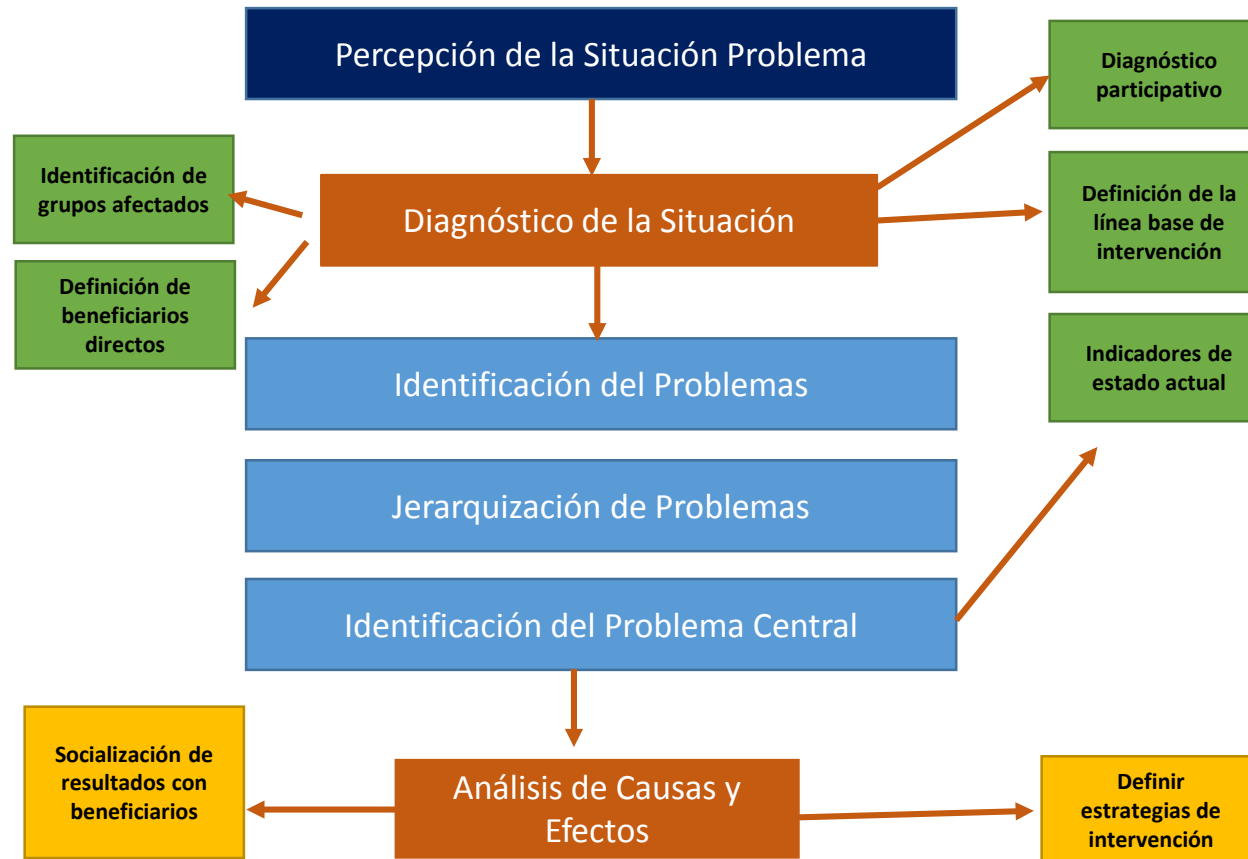 Percepción de la Situación Problema
Diagnóstico
participativo
Identificación de
grupos afectados
Diagnóstico de la Situación
Definición de la
línea base de
intervención
Definición de
beneficiarios
directos
Identificación del Problemas
Indicadores de
estado actual
Jerarquización de Problemas
Identificación del Problema Central
Socialización de
resultados con
beneficiarios
Análisis de Causas y
Efectos
Definir
estrategias de
intervención